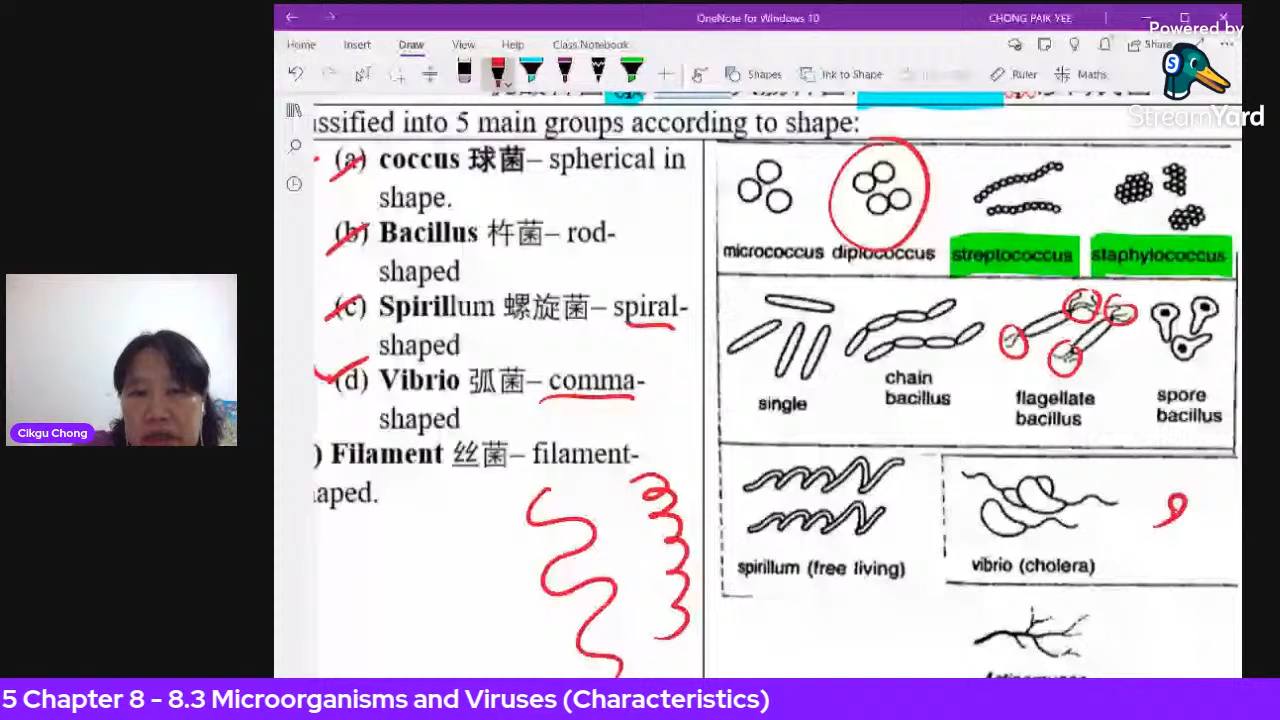 OneNote for Windows 10
CHONG PAIK YEE
Powered by
StreamYard
Home Insert Draw View Help Class Notebook
Share
Shapes Ink to Shape Ruler Maths
ssified into 5 main groups according to shape:
(a) coccus 球菌– spherical in
shape.
(b) Bacillus 杵菌– rod-
shaped
(c) Spirillum 螺旋菌– spiral-
shaped
(d) Vibrio 弧菌– comma-
shaped
) Filament 丝菌– filament-
aped.
micrococcus diplococcus streptococcus staphylococcus
single
chain
bacillus
flagellate
bacillus
spore
bacillus
spirillum (free living)
vibrio (cholera)
Cikgu Chong
5 Chapter 8 - 8.3 Microorganisms and Viruses (Characteristics)